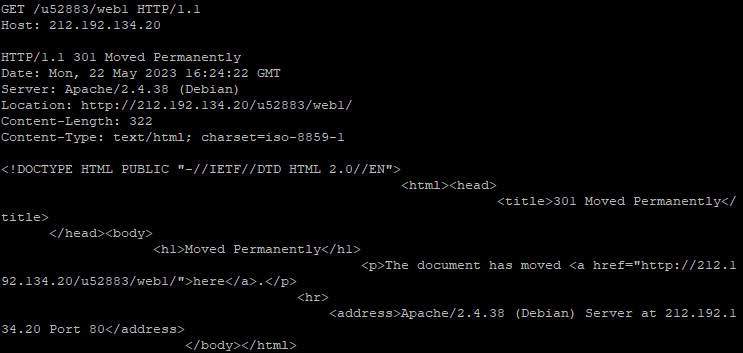 GET /u52883/web1 HTTP/1.1
Host: 212.192.134.20

HTTP/1.1 301 Moved Permanently
Date: Mon, 22 May 2023 16:24:22 GMT
Server: Apache/2.4.38 (Debian)
Location: http://212.192.134.20/u52883/web1/
Content-Length: 322
Content-Type: text/html; charset=iso-8859-1

<!DOCTYPE HTML PUBLIC "-//IETF//DTD HTML 2.0//EN">
<html><head>
<title>301 Moved Permanently</
title>
</head><body>
<h1>Moved Permanently</h1>
<p>The document has moved <a href="http://212.1
92.134.20/u52883/web1/">here</a>.</p>
<hr>
<address>Apache/2.4.38 (Debian) Server at 212.192.1
34.20 Port 80</address>
</body></html>